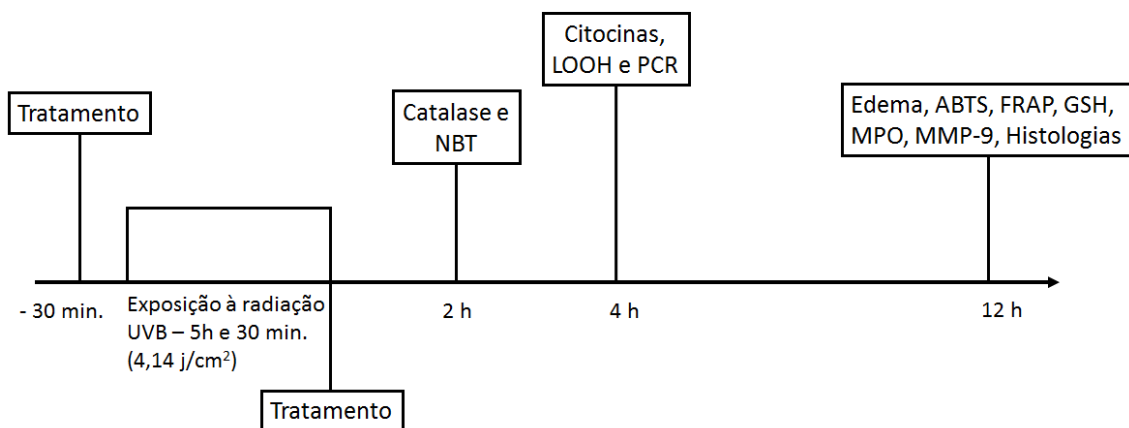 Citocinas,
LOOH e PCR
Tratamento
Catalase e
NBT
Edema, ABTS, FRAP, GSH,
MPO, MMP-9, Histologias
- 30 min.
Exposição à radiação
UVB – 5h e 30 min.
(4,14 j/cm²)
2 h
4 h
12 h
Tratamento